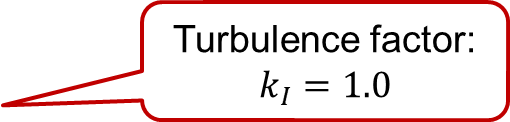 Turbulence factor:
k_I = 1.0